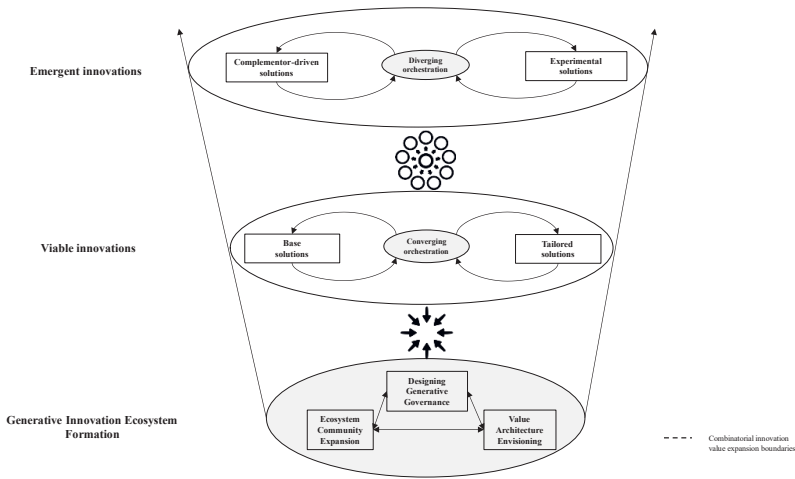 Emergent innovations
Complementor-driven
solutions
Diverging
orchestration
Experimental
solutions
Viable innovations
Base
solutions
Converging
orchestration
Tailored
solutions
Generative Innovation Ecosystem
Formation
Designing
Generative
Governance
Ecosystem
Community
Expansion
Value
Architecture
Envisioning
Combinatorial innovation
value expansion boundaries